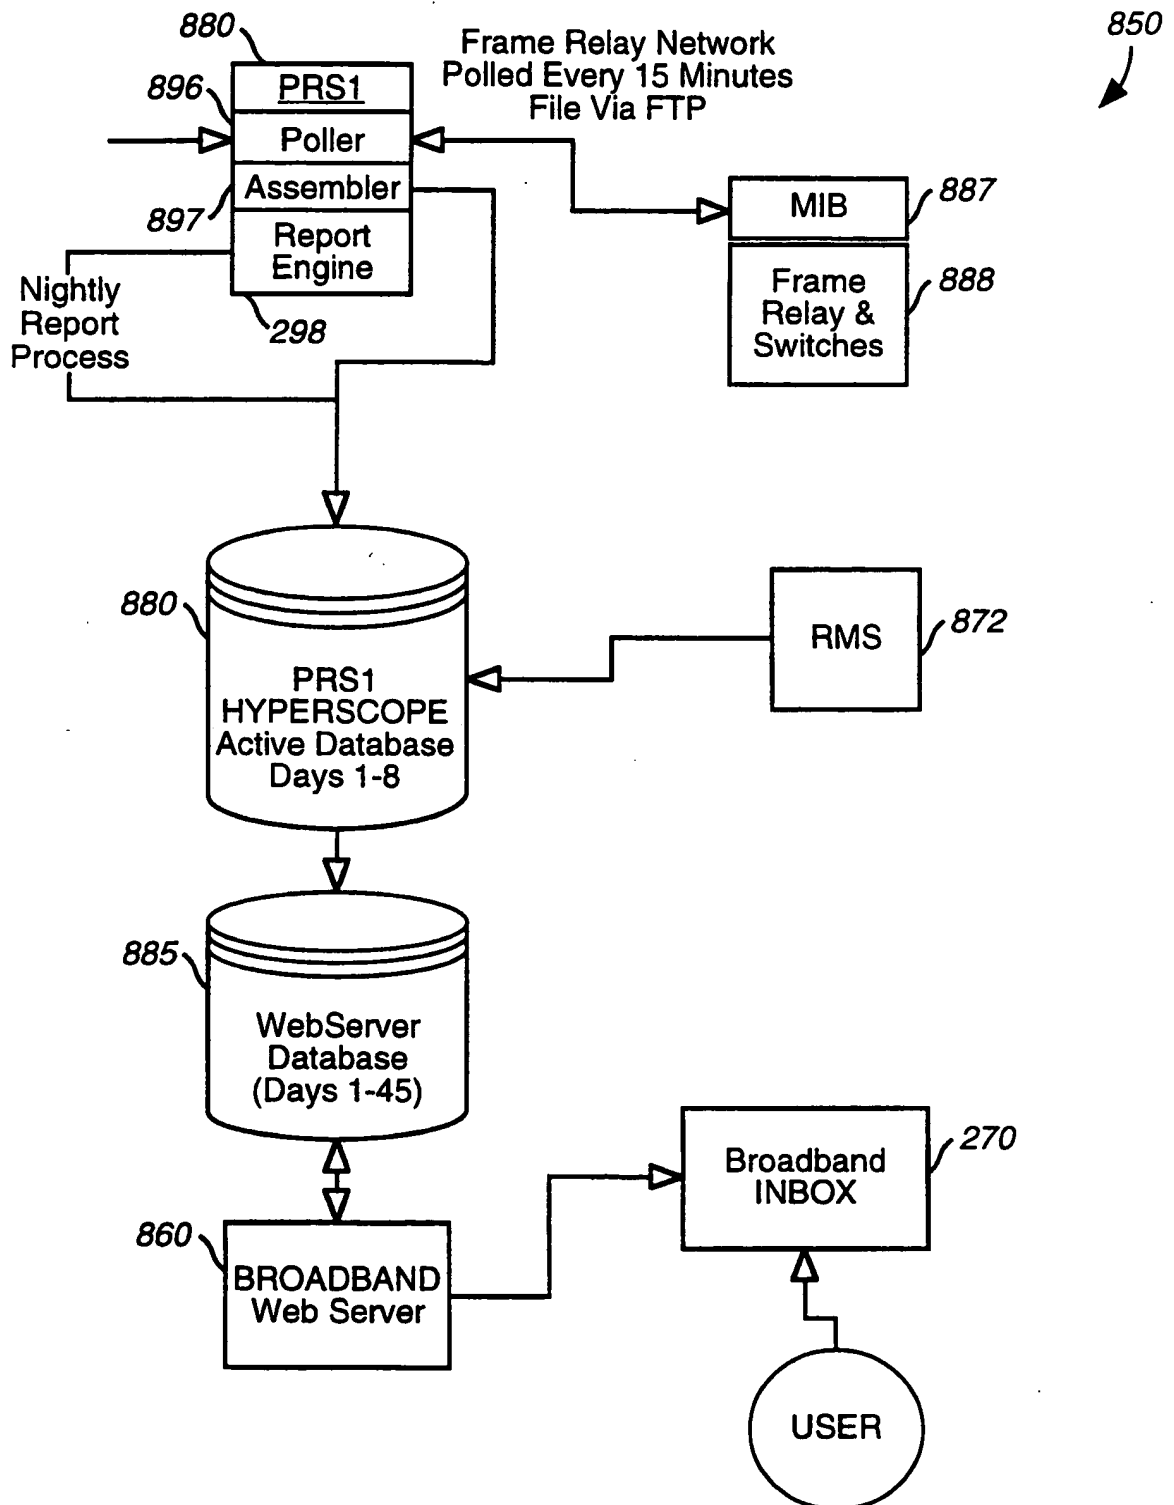 850
880
Frame Relay Network
Polled Every 15 Minutes
File Via FTP
PRS1
896
Poller
Assembler
897
Report
Engine
298
MIB
887
Frame
Relay &
Switches
888
Nightly
Report
Process
880
PRS1
HYPERSCOPE
Active Database
Days 1-8
RMS
872
885
WebServer
Database
(Days 1-45)
860
BROADBAND
Web Server
Broadband
INBOX
270
USER